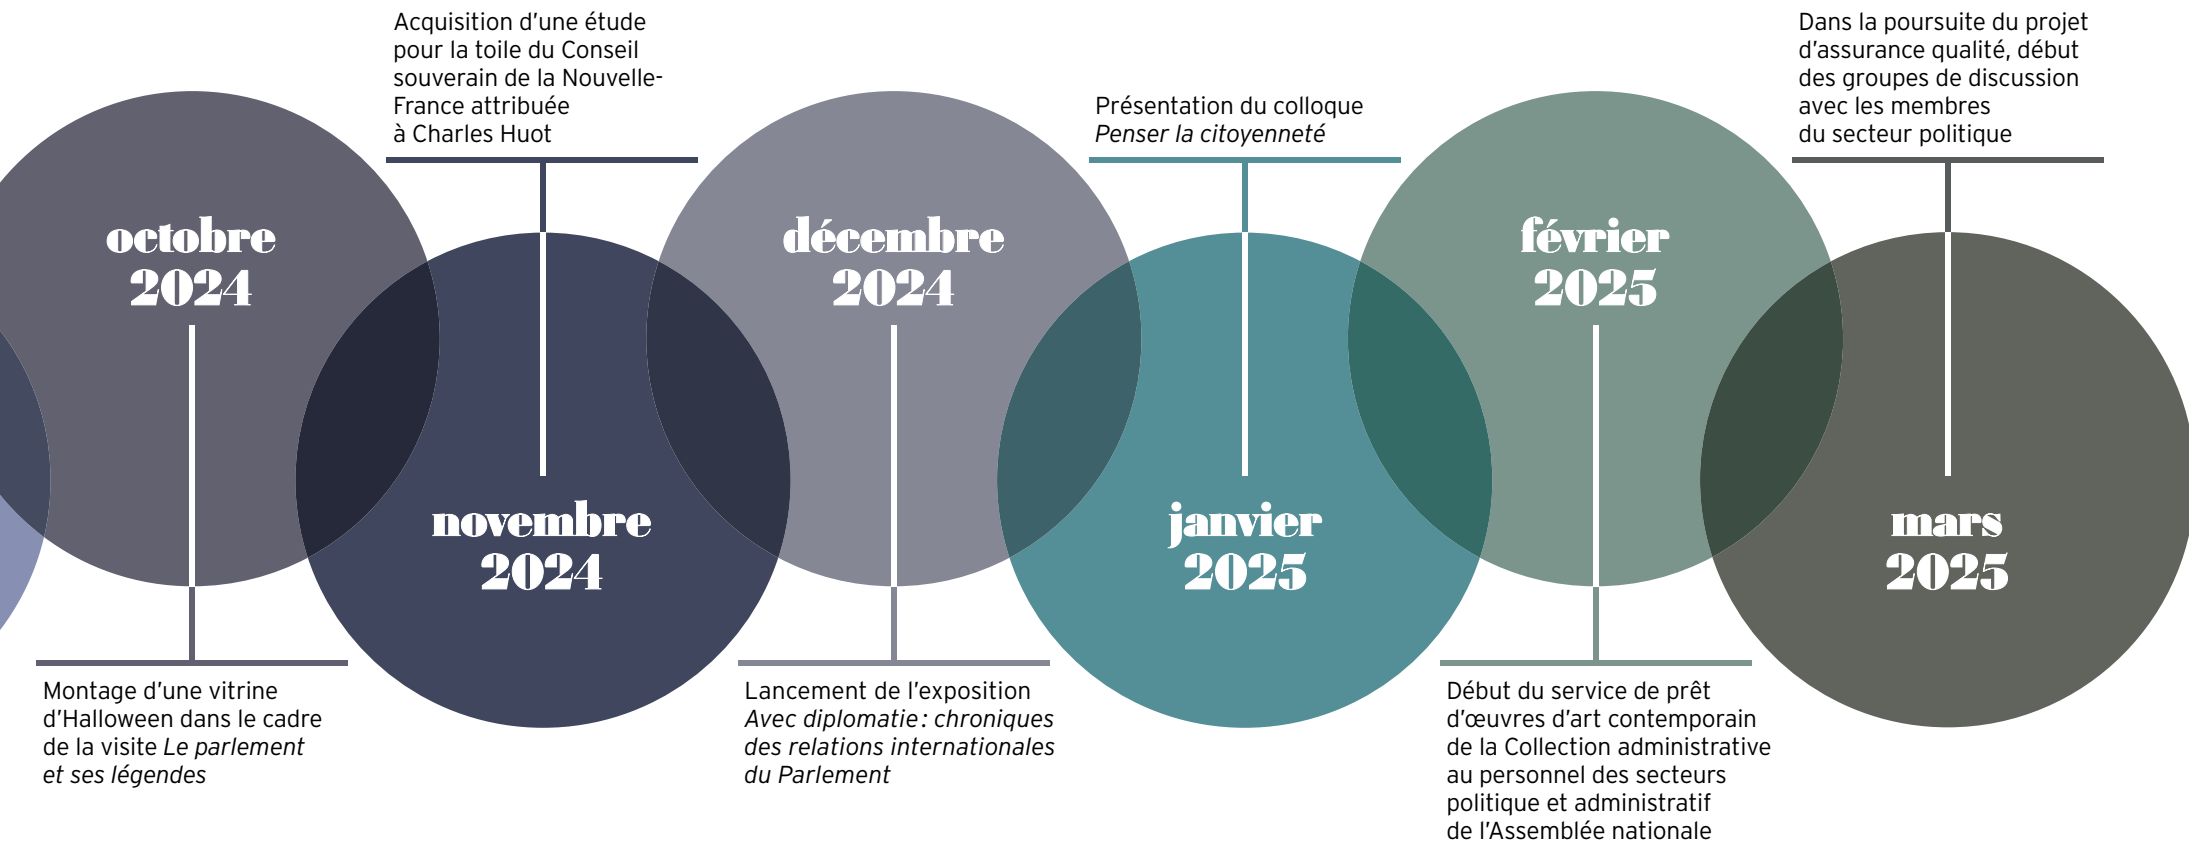 octobre
2024
Montage d’une vitrine
d’Halloween dans le cadre
de la visite Le parlement
et ses légendes
Acquisition d’une étude
pour la toile du Conseil
souverain de la Nouvelle-
France attribuée
à Charles Huot
novembre
2024
décembre
2024
Lancement de l’exposition
Avec diplomatie : chroniques
des relations internationales
du Parlement
Présentation du colloque
Penser la citoyenneté
janvier
2025
février
2025
Début du service de prêt
d’œuvres d’art contemporain
de la Collection administrative
au personnel des secteurs
politique et administratif
de l’Assemblée nationale
Dans la poursuite du projet
d’assurance qualité, début
des groupes de discussion
avec les membres
du secteur politique
mars
2025